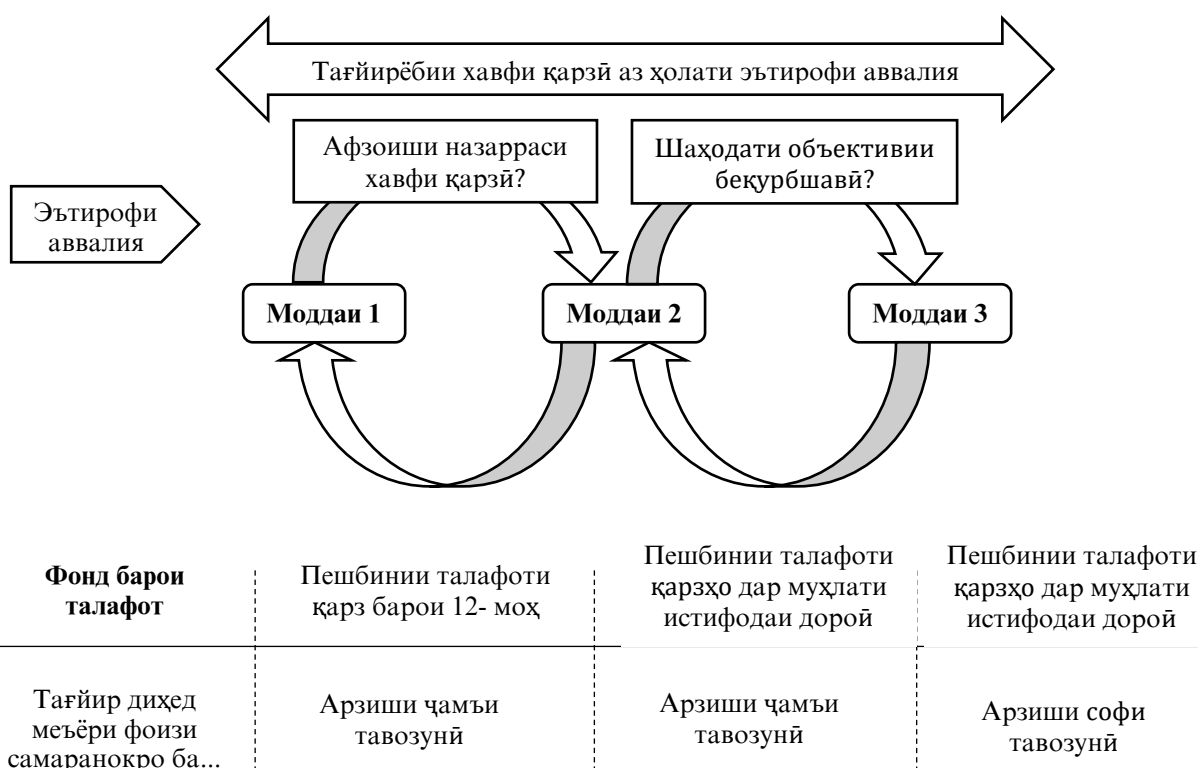 Тағйирёбии хавфи қарзӣ аз ҳолати эътирофи аввалия
Афзоиши назарраси
хавфи қарзӣ?
Шаҳодати объективии
беқурбшавӣ?
Эътирофи
аввалия
Моддаи 1
Моддаи 2
Моддаи 3
Фонд барои
талафот
Пешбинии талафоти
қарз барои 12- моҳ
Пешбинии талафоти
қарзҳо дар муҳлати
истифодаи дороӣ
Пешбинии талафоти
қарзҳо дар муҳлати
истифодаи дороӣ
Тағйир диҳед
меъёри фоизи
самаранокро ба...
Арзиши ҷамъи
тавозунӣ
Арзиши ҷамъи
тавозунӣ
Арзиши софи
тавозунӣ